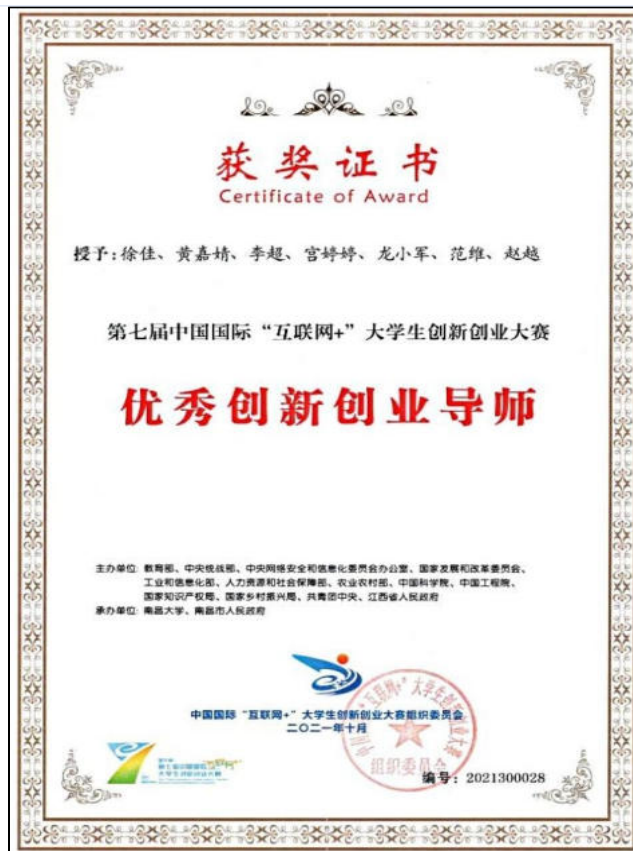 获奖证书
Certificate of Award
授予:徐佳、黄嘉婧、李超、宫婷婷、龙小军、范维、赵越
第七届中国国际“互联网+”大学生创新创业大赛
优秀创新创业导师
主办单位: 教育部、中央统战部、中央网络安全和信息化委员会办公室、国家发展和改革委员会、
工业和信息化部、人力资源和社会保障部、农业农村部、中国科学院、中国工程院、
国家知识产权局、国家乡村振兴局、共青团中央、江西省人民政府
承办单位: 南昌大学、南昌市人民政府
中国国际“互联网+”大学生创新创业大赛组织委员会
二〇二一年十月
组织委员会
编号: 2021300028